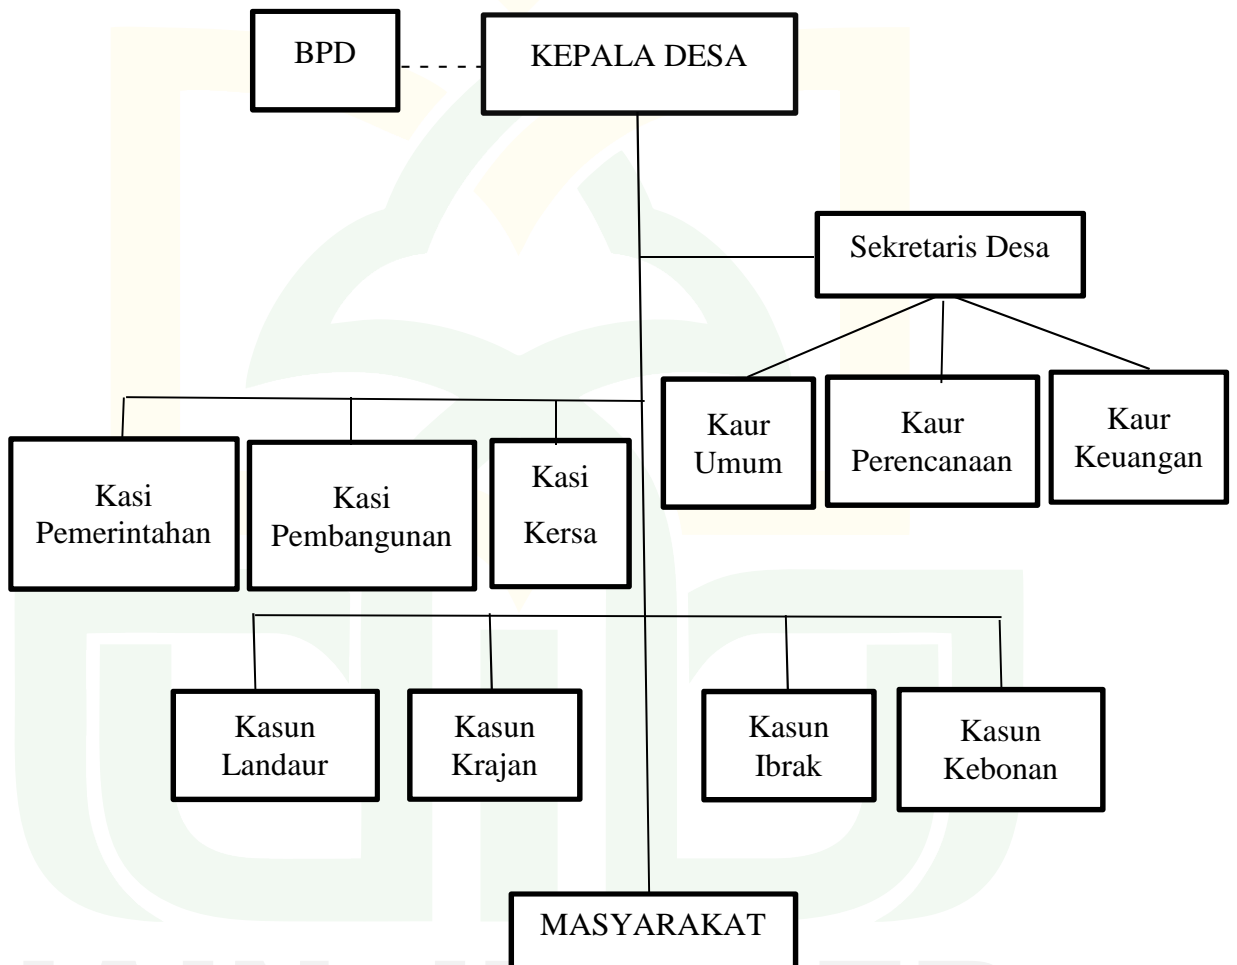 BPD
KEPALA DESA
Sekretaris Desa
Kaur
Umum
Kaur
Perencanaan
Kaur
Keuangan
Kasi
Pemerintahan
Kasi
Pembangunan
Kasi
Kersa
Kasun
Landaur
Kasun
Krajan
Kasun
Ibrak
Kasun
Kebonan
MASYARAKAT